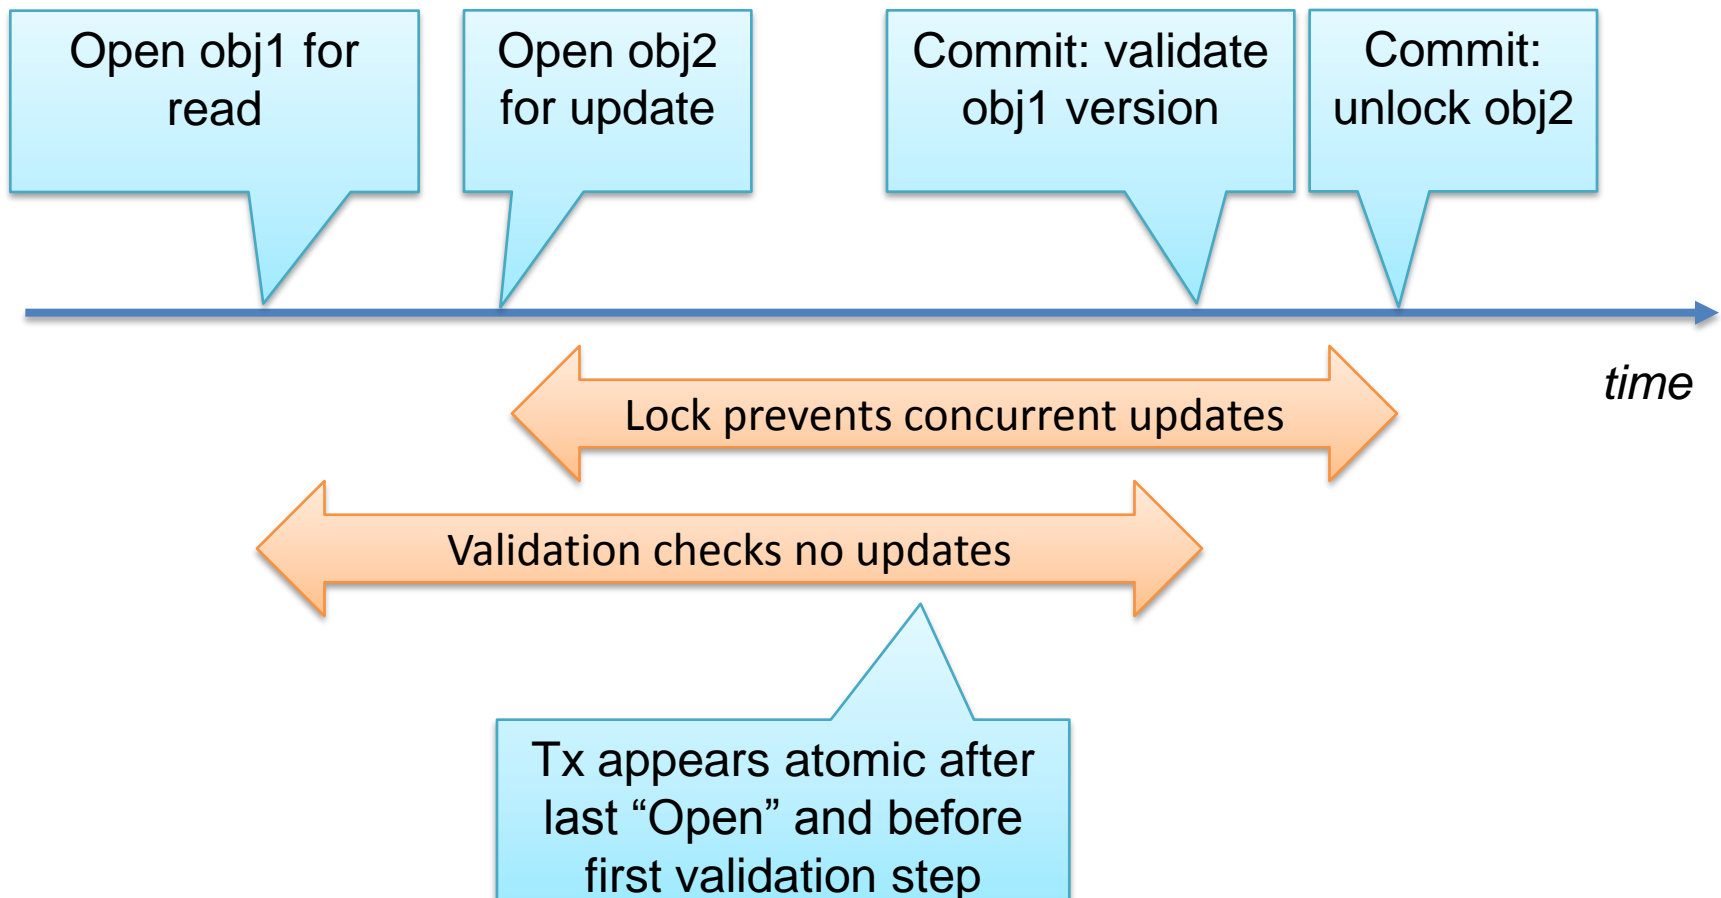 Open obj1 for
read
Open obj2
for update
Commit: validate
obj1 version
Commit:
unlock obj2
time
Lock prevents concurrent updates
Validation checks no updates
Tx appears atomic after
last “Open” and before
first validation step